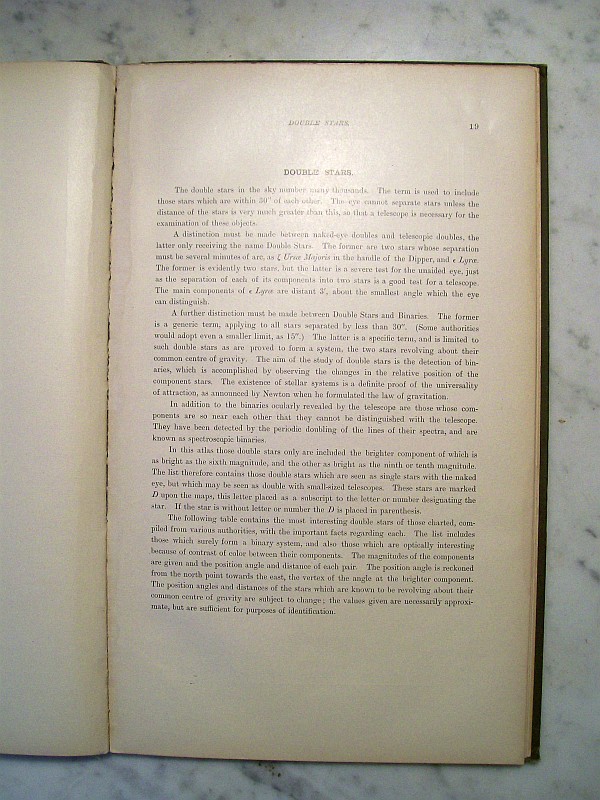 DOUBLE STARS.
19
DOUBLE STARS.
The double stars in the sky number many thousands. The term is used to include
those stars which are within 30″ of each other. The eye cannot separate stars unless the
distance of the stars is very much greater than this, so that a telescope is necessary for the
examination of these objects.
A distinction must be made between naked-eye doubles and telescopic doubles, the
latter only receiving the name Double Stars. The former are two stars whose separation
must be several minutes of arc, as ζ Ursæ Majoris in the handle of the Dipper, and ε Lyræ.
The former is evidently two stars, but the latter is a severe test for the unaided eye, just
as the separation of each of its components into two stars is a good test for a telescope.
The main components of ε Lyræ are distant 3′, about the smallest angle which the eye
can distinguish.
A further distinction must be made between Double Stars and Binaries. The former
is a generic term, applying to all stars separated by less than 30″. (Some authorities
would adopt even a smaller limit, as 15″.) The latter is a specific term, and is limited to
such double stars as are proved to form a system, the two stars revolving about their
common centre of gravity. The aim of the study of double stars is the detection of bin-
aries, which is accomplished by observing the changes in the relative position of the
component stars. The existence of stellar systems is a definite proof of the universality
of attraction, as announced by Newton when he formulated the law of gravitation.
In addition to the binaries ocularly revealed by the telescope are those whose com-
ponents are so near each other that they cannot be distinguished with the telescope.
They have been detected by the periodic doubling of the lines of their spectra, and are
known as spectroscopic binaries.
In this atlas those double stars only are included the brighter component of which is
as bright as the sixth magnitude, and the other as bright as the ninth or tenth magnitude.
The list therefore contains those double stars which are seen as single stars with the naked
eye, but which may be seen as double with small-sized telescopes. These stars are marked
D upon the maps, this letter placed as a subscript to the letter or number designating the
star. If the star is without letter or number the D is placed in parenthesis.
The following table contains the most interesting double stars of those charted, com-
piled from various authorities, with the important facts regarding each. The list includes
those which surely form a binary system, and also those which are optically interesting
because of contrast of color between their components. The magnitudes of the components
are given and the position angle and distance of each pair. The position angle is reckoned
from the north point towards the east, the vertex of the angle at the brighter component.
The position angles and distances of the stars which are known to be revolving about their
common centre of gravity are subject to change; the values given are necessarily approxi-
mate, but are sufficient for purposes of identification.